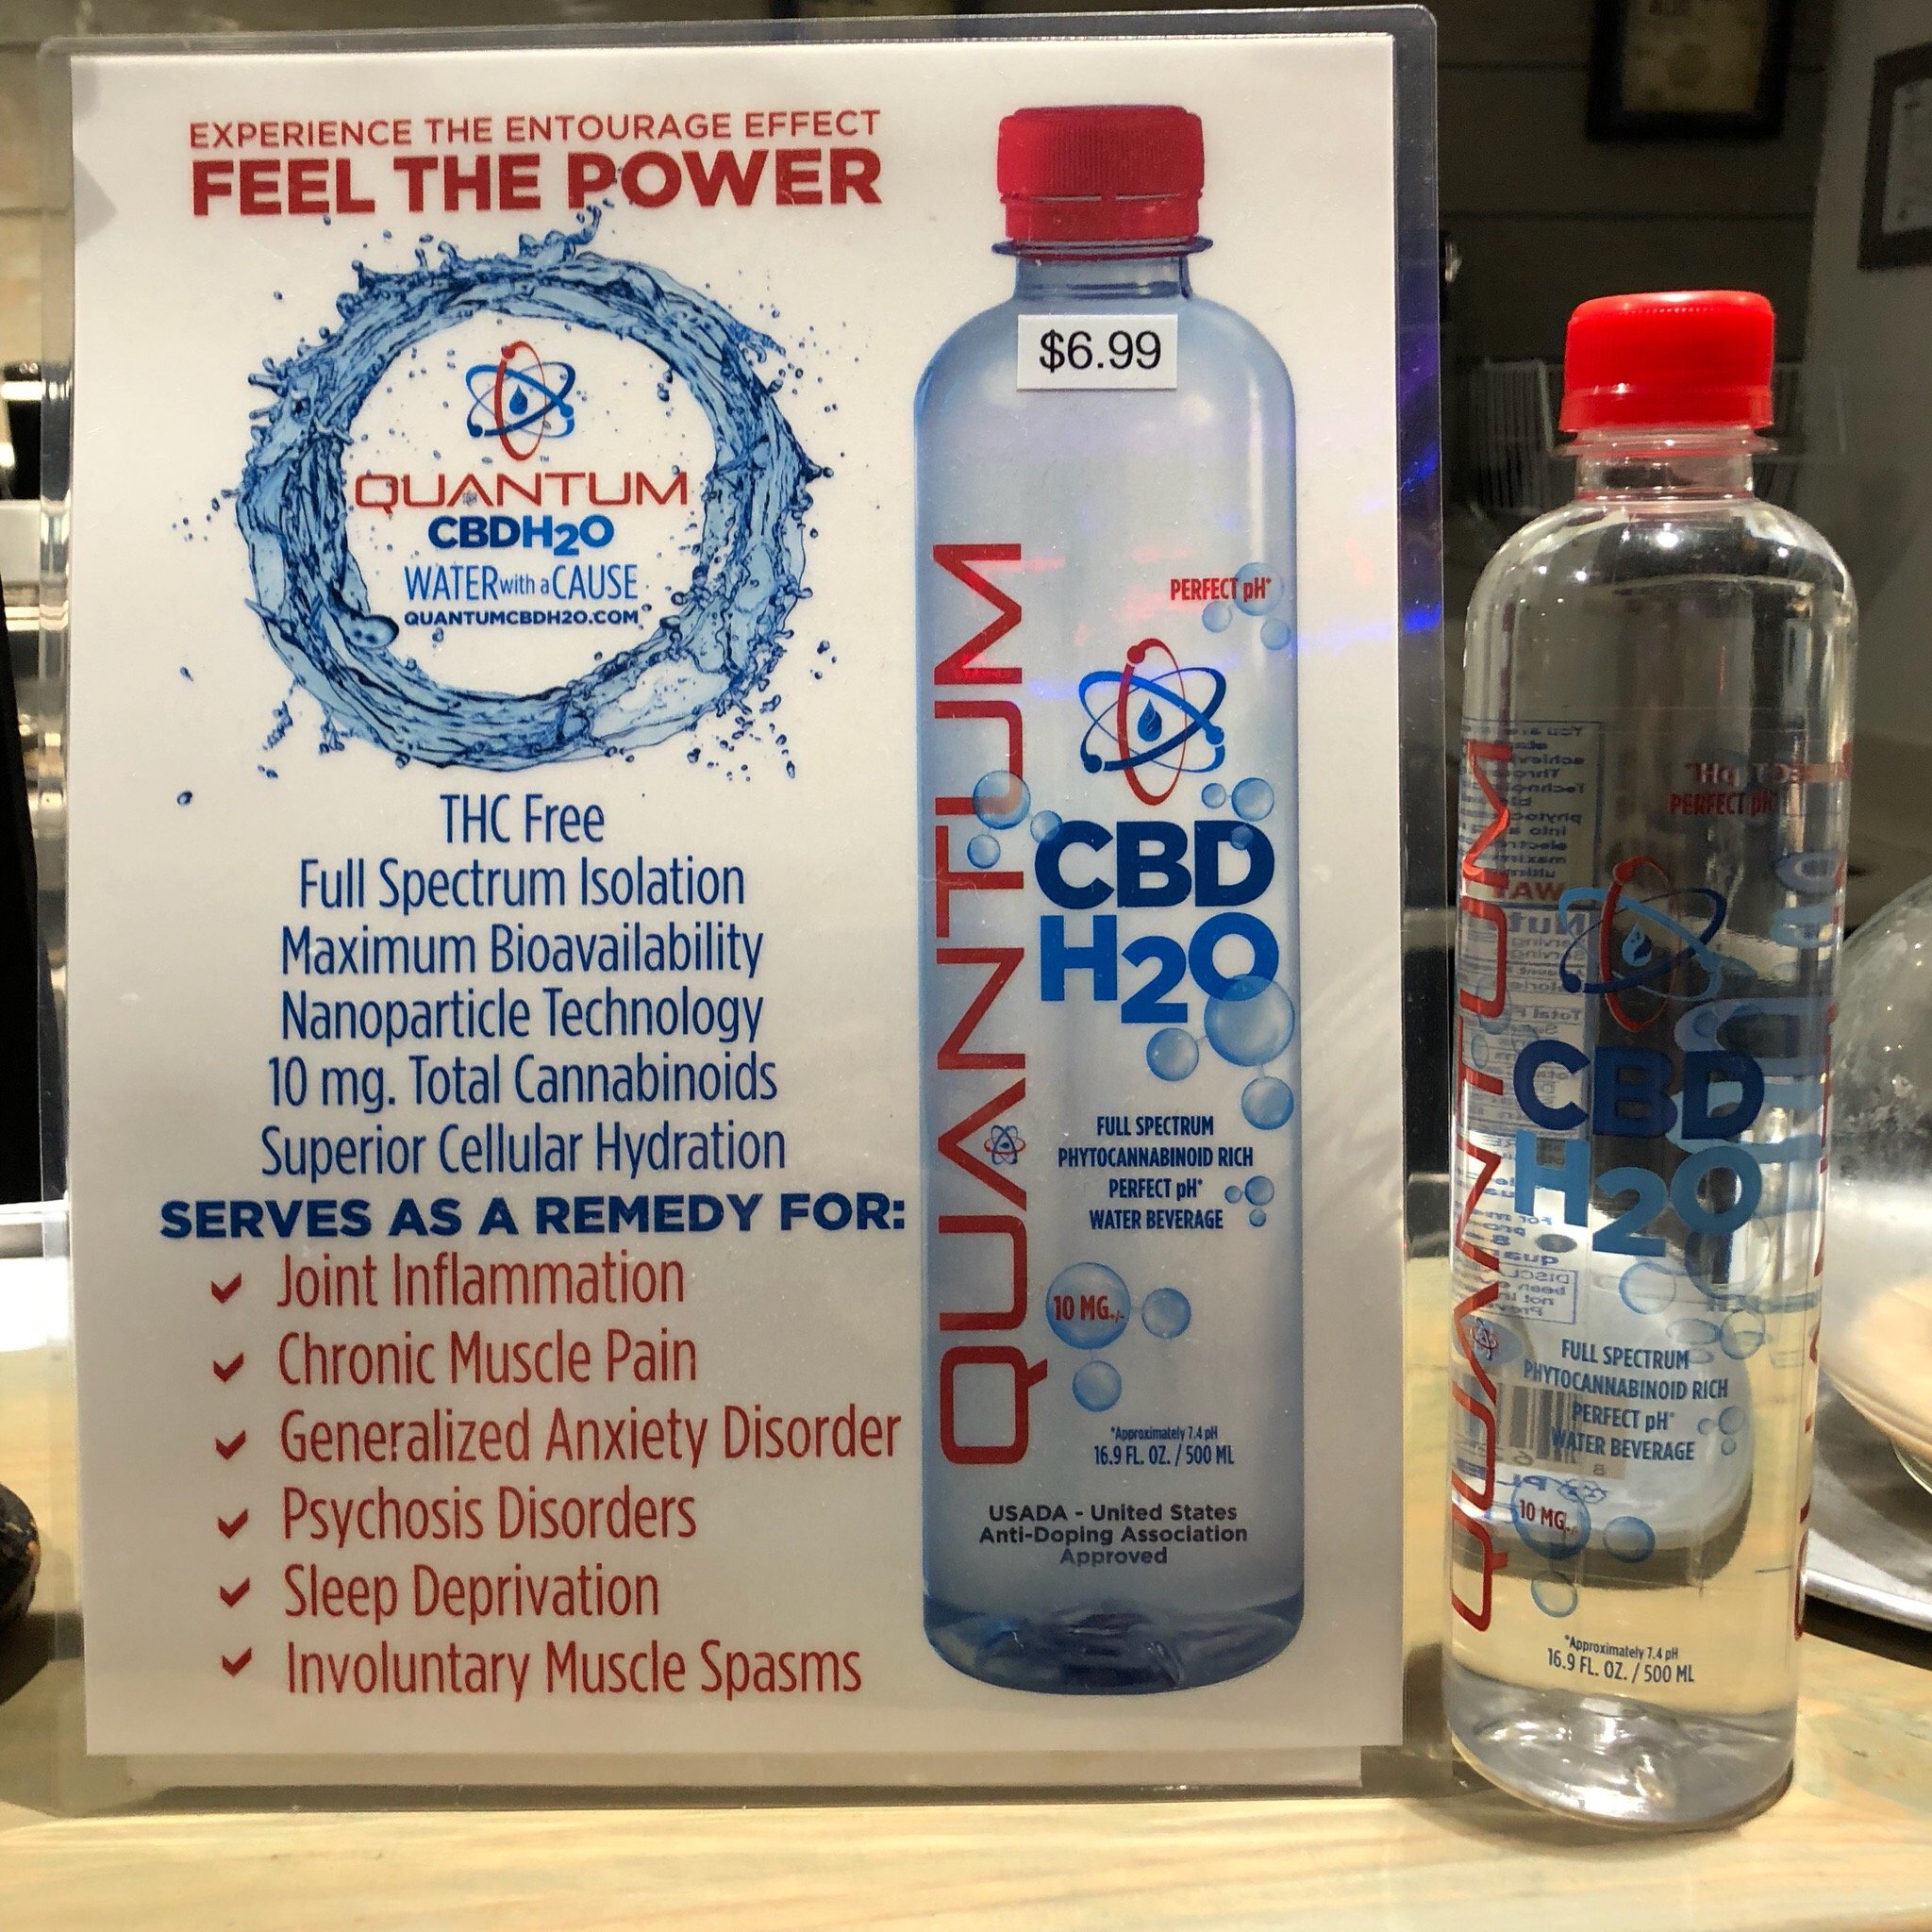 EXPERIENCE THE ENTOURAGE EFFECT
FEEL THE POWER
QUANTUM
CBDH2O
WATER with a CAUSE
QUANTUMCBDH2O.COM
THC Free
Full Spectrum Isolation
Maximum Bioavailability
Nanoparticle Technology
10 mg. Total Cannabinoids
Superior Cellular Hydration
SERVES AS A REMEDY FOR:
Joint Inflammation
Chronic Muscle Pain
Generalized Anxiety Disorder
Psychosis Disorders
Sleep Deprivation
Involuntary Muscle Spasms
$6.99
QUANTUM
PERFECT pH*
CBD
H2O
FULL SPECTRUM
PHYTOCANNABINOID RICH
PERFECT pH*
WATER BEVERAGE
10 MG.+/-
*Approximately 7.4 pH
16.9 FL. OZ. / 500 ML
USADA - United States
Anti-Doping Association
Approved
QUANTUM
PERFECT pH*
CBD
H2O
FULL SPECTRUM
PHYTOCANNABINOID RICH
PERFECT pH*
WATER BEVERAGE
10 MG.+/-
*Approximately 7.4 pH
16.9 FL. OZ. / 500 ML